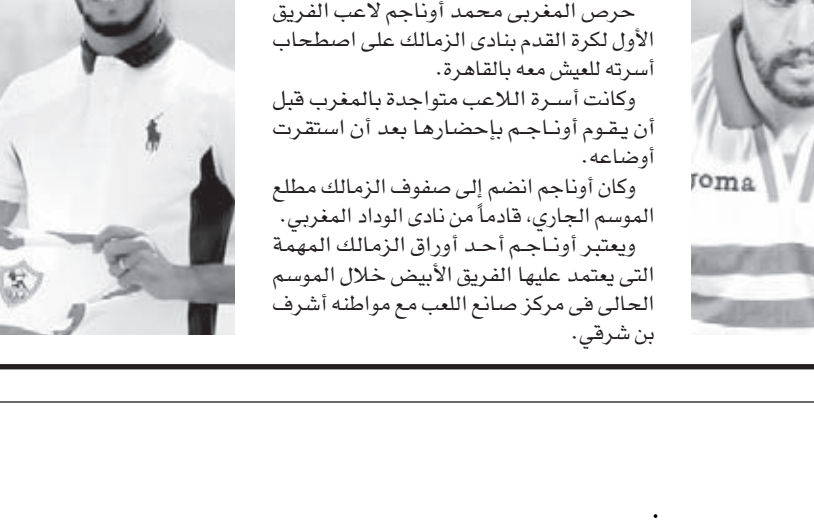 حرص المغربى محمد أوناجم لاعب الفريق
الأول لكرة القدم بنادى الزمالك على اصطحاب
أسرته للعيش معه بالقاهرة.
وكانت أسرة اللاعب متواجدة بالمغرب قبل
أن يقوم أوناجم بإحضارها بعد أن استقرت
أوضاعه.
وكان أوناجم انضم إلى صفوف الزمالك مطلع
الموسم الجاري، قادماً من نادى الوداد المغربي.
ويعتبر أوناجم أحد أوراق الزمالك المهمة
التى يعتمد عليها الفريق الأبيض خلال الموسم
الحالى فى مركز صانع اللعب مع مواطنه أشرف
بن شرقي.
Joma